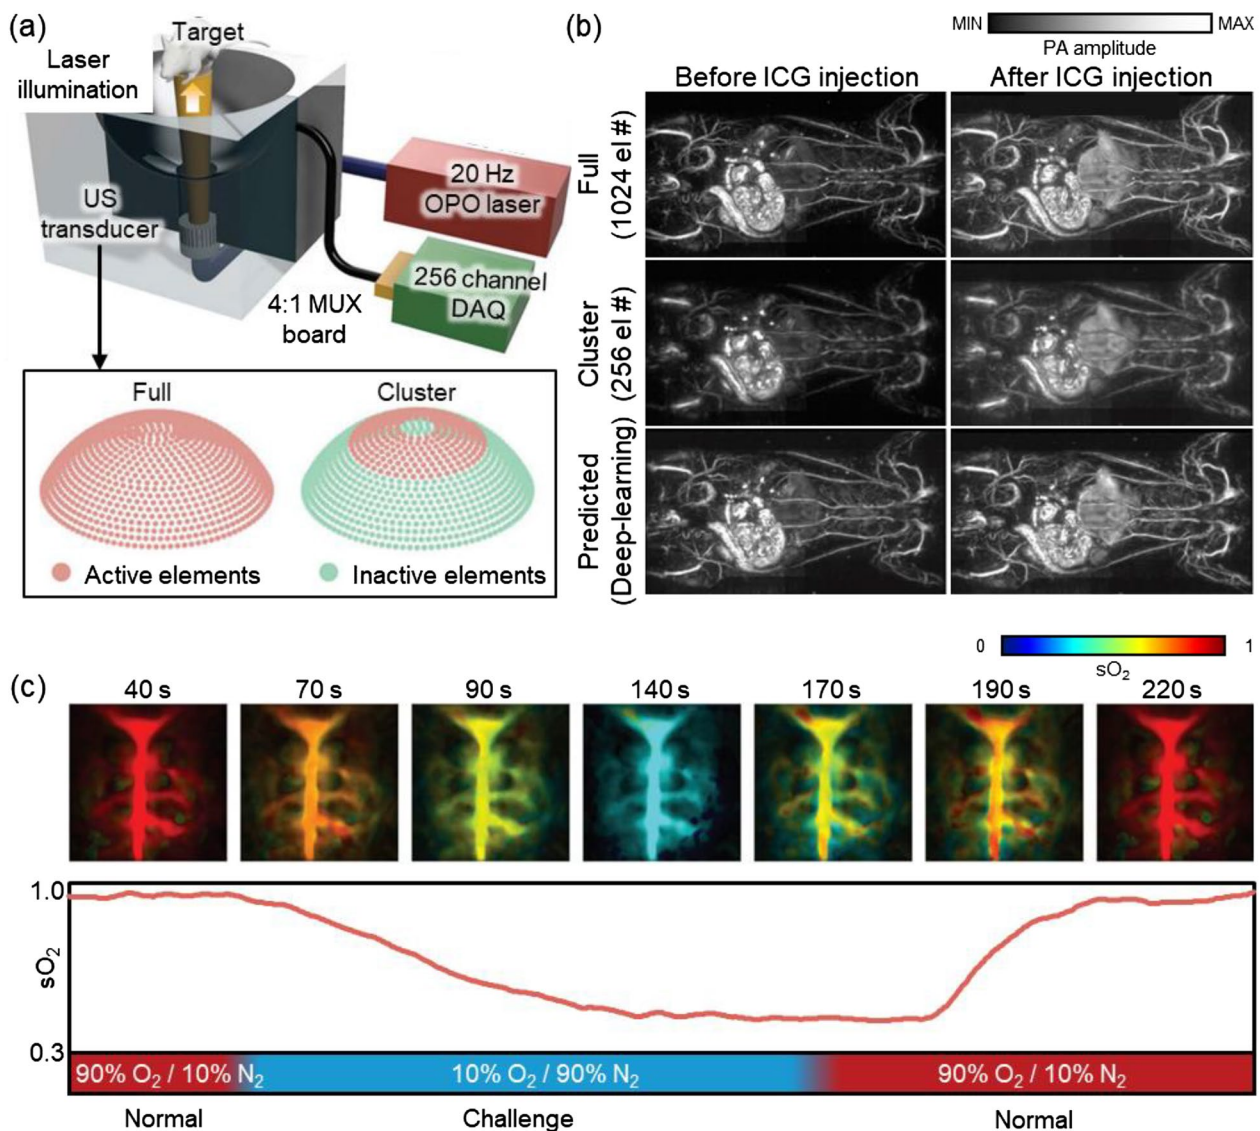 (a)
Target
Laser
illumination
US
transducer
20 Hz
OPO laser
256 channel
DAQ
4:1 MUX
board
Full
Cluster
Active elements
Inactive elements
(b)
MIN
MAX
PA amplitude
Before ICG injection
After ICG injection
Full
(1024 el #)
Cluster
(256 el #)
Predicted
(Deep-learning)
(c)
0
1
sO₂
40 s
70 s
90 s
140 s
170 s
190 s
220 s
1.0
sO₂
0.3
90% O₂ / 10% N₂
10% O₂ / 90% N₂
90% O₂ / 10% N₂
Normal
Challenge
Normal